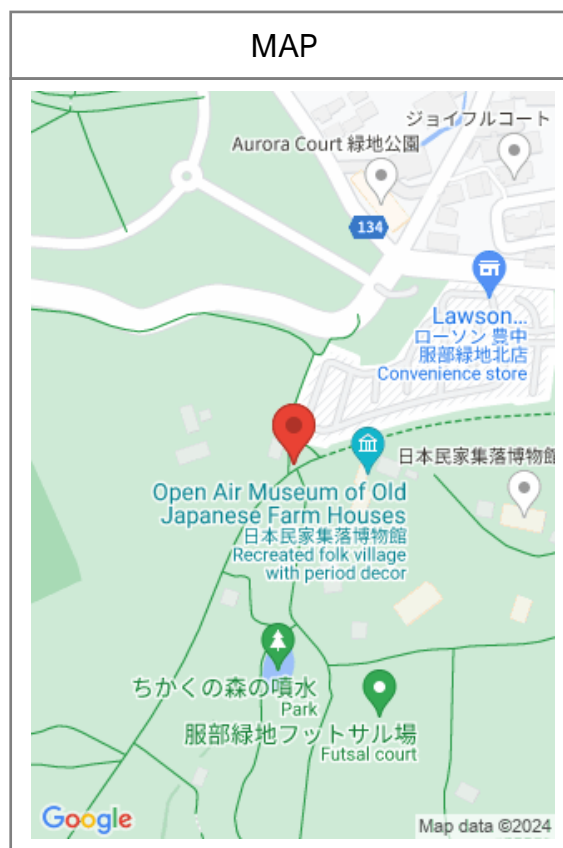 MAP
ジョイフルコート
Aurora Court 緑地公園
134
Lawson...
ローソン 豊中
服部緑地北店
Convenience store
日本民家集落博物館
Open Air Museum of Old
Japanese Farm Houses
日本民家集落博物館
Recreated folk village
with period decor
ちかくの森の噴水
Park
服部緑地フットサル場
Futsal court
Google
Map data ©2024